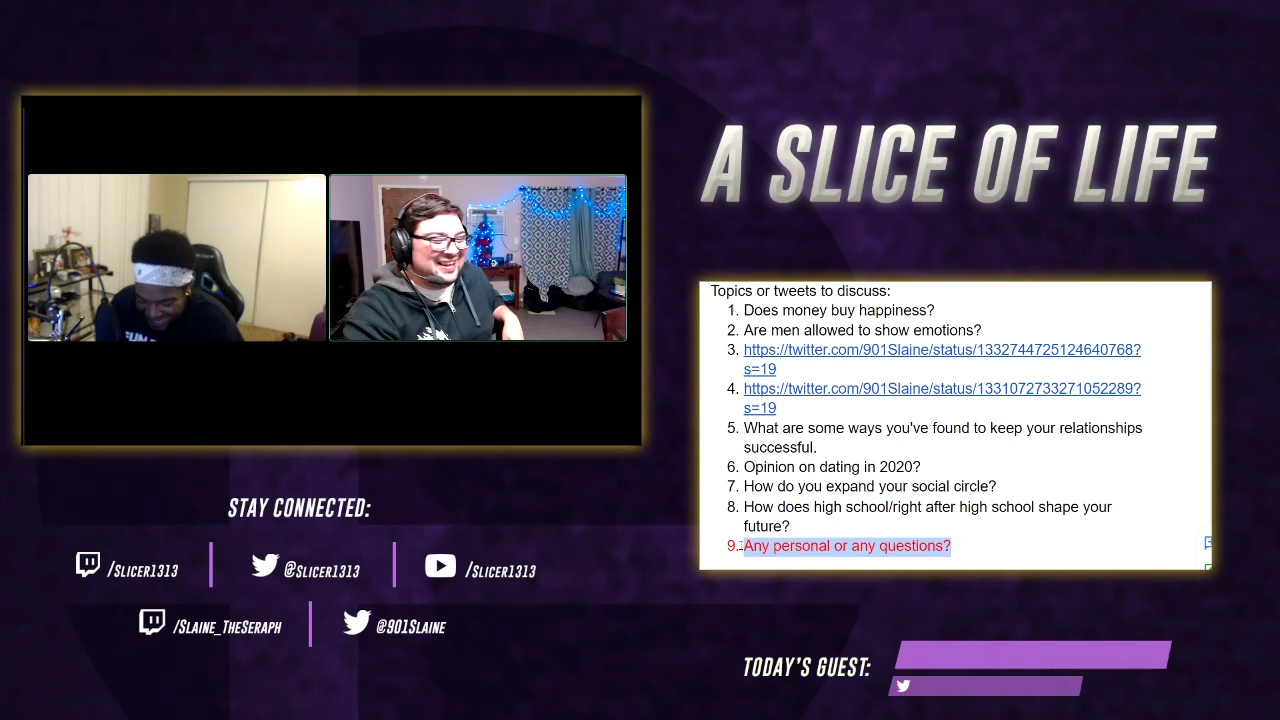 A SLICE OF LIFE
Topics or tweets to discuss:
1. Does money buy happiness?
2. Are men allowed to show emotions?
3. https://twitter.com/901Slaine/status/1332744725124640768?
s=19
4. https://twitter.com/901Slaine/status/1331072733271052289?
s=19
5. What are some ways you've found to keep your relationships
successful.
6. Opinion on dating in 2020?
7. How do you expand your social circle?
8. How does high school/right after high school shape your
future?
9. Any personal or any questions?
STAY CONNECTED:
/SLICER1313 @SLICER1313 /SLICER1313
/SLAINE_THESERAPH @901SLAINE
TODAY'S GUEST: